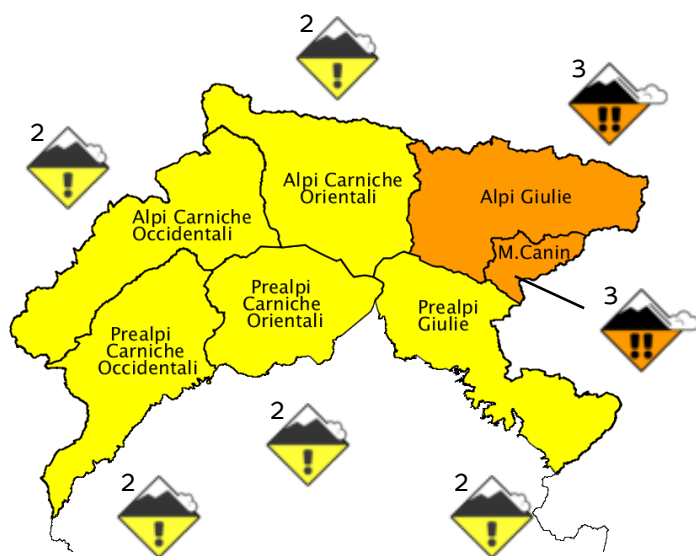 2
3
2
Alpi Carniche
Orientali
Alpi Giulie
Alpi Carniche
Occidentali
M.Canin
Prealpi
Carniche
Orientali
Prealpi
Giulie
3
Prealpi
Carniche
Occidentali
2
2
2